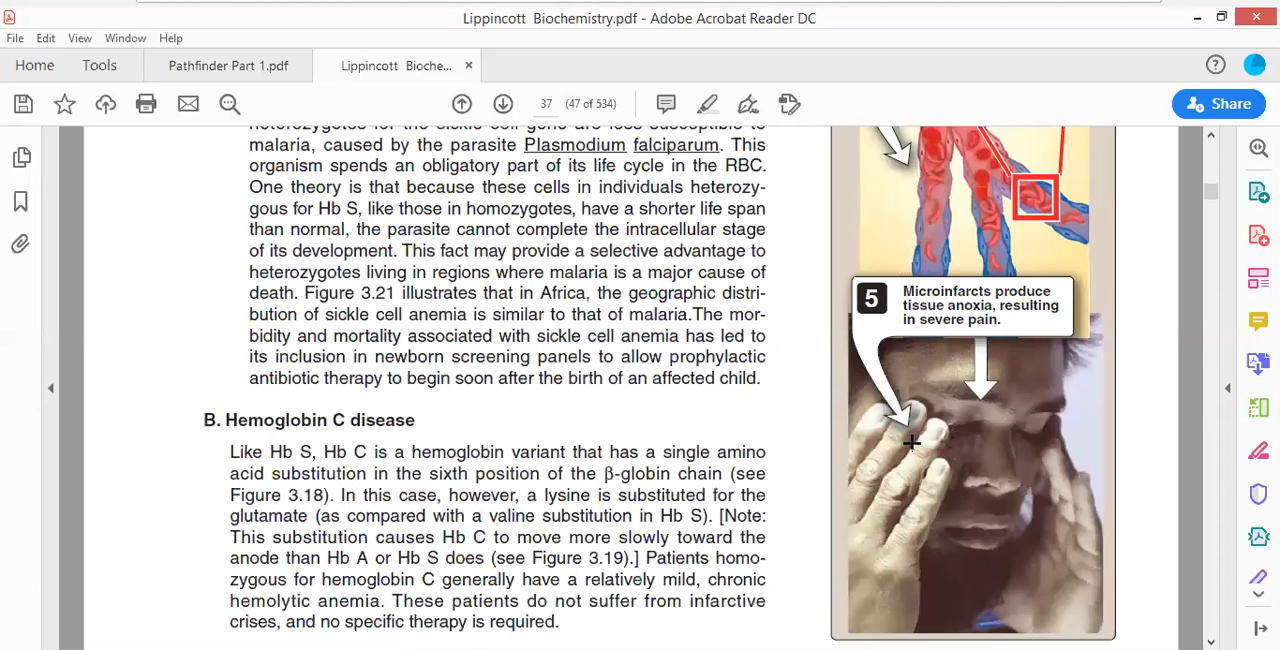 Lippincott Biochemistry.pdf - Adobe Acrobat Reader DC
File Edit View Window Help
Home Tools Pathfinder Part 1.pdf Lippincott Bioche... ×
37 (47 of 534)
Share
heterozygotes for the sickle cell gene are less susceptible to
malaria, caused by the parasite Plasmodium falciparum. This
organism spends an obligatory part of its life cycle in the RBC.
One theory is that because these cells in individuals heterozy-
gous for Hb S, like those in homozygotes, have a shorter life span
than normal, the parasite cannot complete the intracellular stage
of its development. This fact may provide a selective advantage to
heterozygotes living in regions where malaria is a major cause of
death. Figure 3.21 illustrates that in Africa, the geographic distri-
bution of sickle cell anemia is similar to that of malaria.The mor-
bidity and mortality associated with sickle cell anemia has led to
its inclusion in newborn screening panels to allow prophylactic
antibiotic therapy to begin soon after the birth of an affected child.
B. Hemoglobin C disease
Like Hb S, Hb C is a hemoglobin variant that has a single amino
acid substitution in the sixth position of the β-globin chain (see
Figure 3.18). In this case, however, a lysine is substituted for the
glutamate (as compared with a valine substitution in Hb S). [Note:
This substitution causes Hb C to move more slowly toward the
anode than Hb A or Hb S does (see Figure 3.19).] Patients homo-
zygous for hemoglobin C generally have a relatively mild, chronic
hemolytic anemia. These patients do not suffer from infarctive
crises, and no specific therapy is required.
5
Microinfarcts produce
tissue anoxia, resulting
in severe pain.